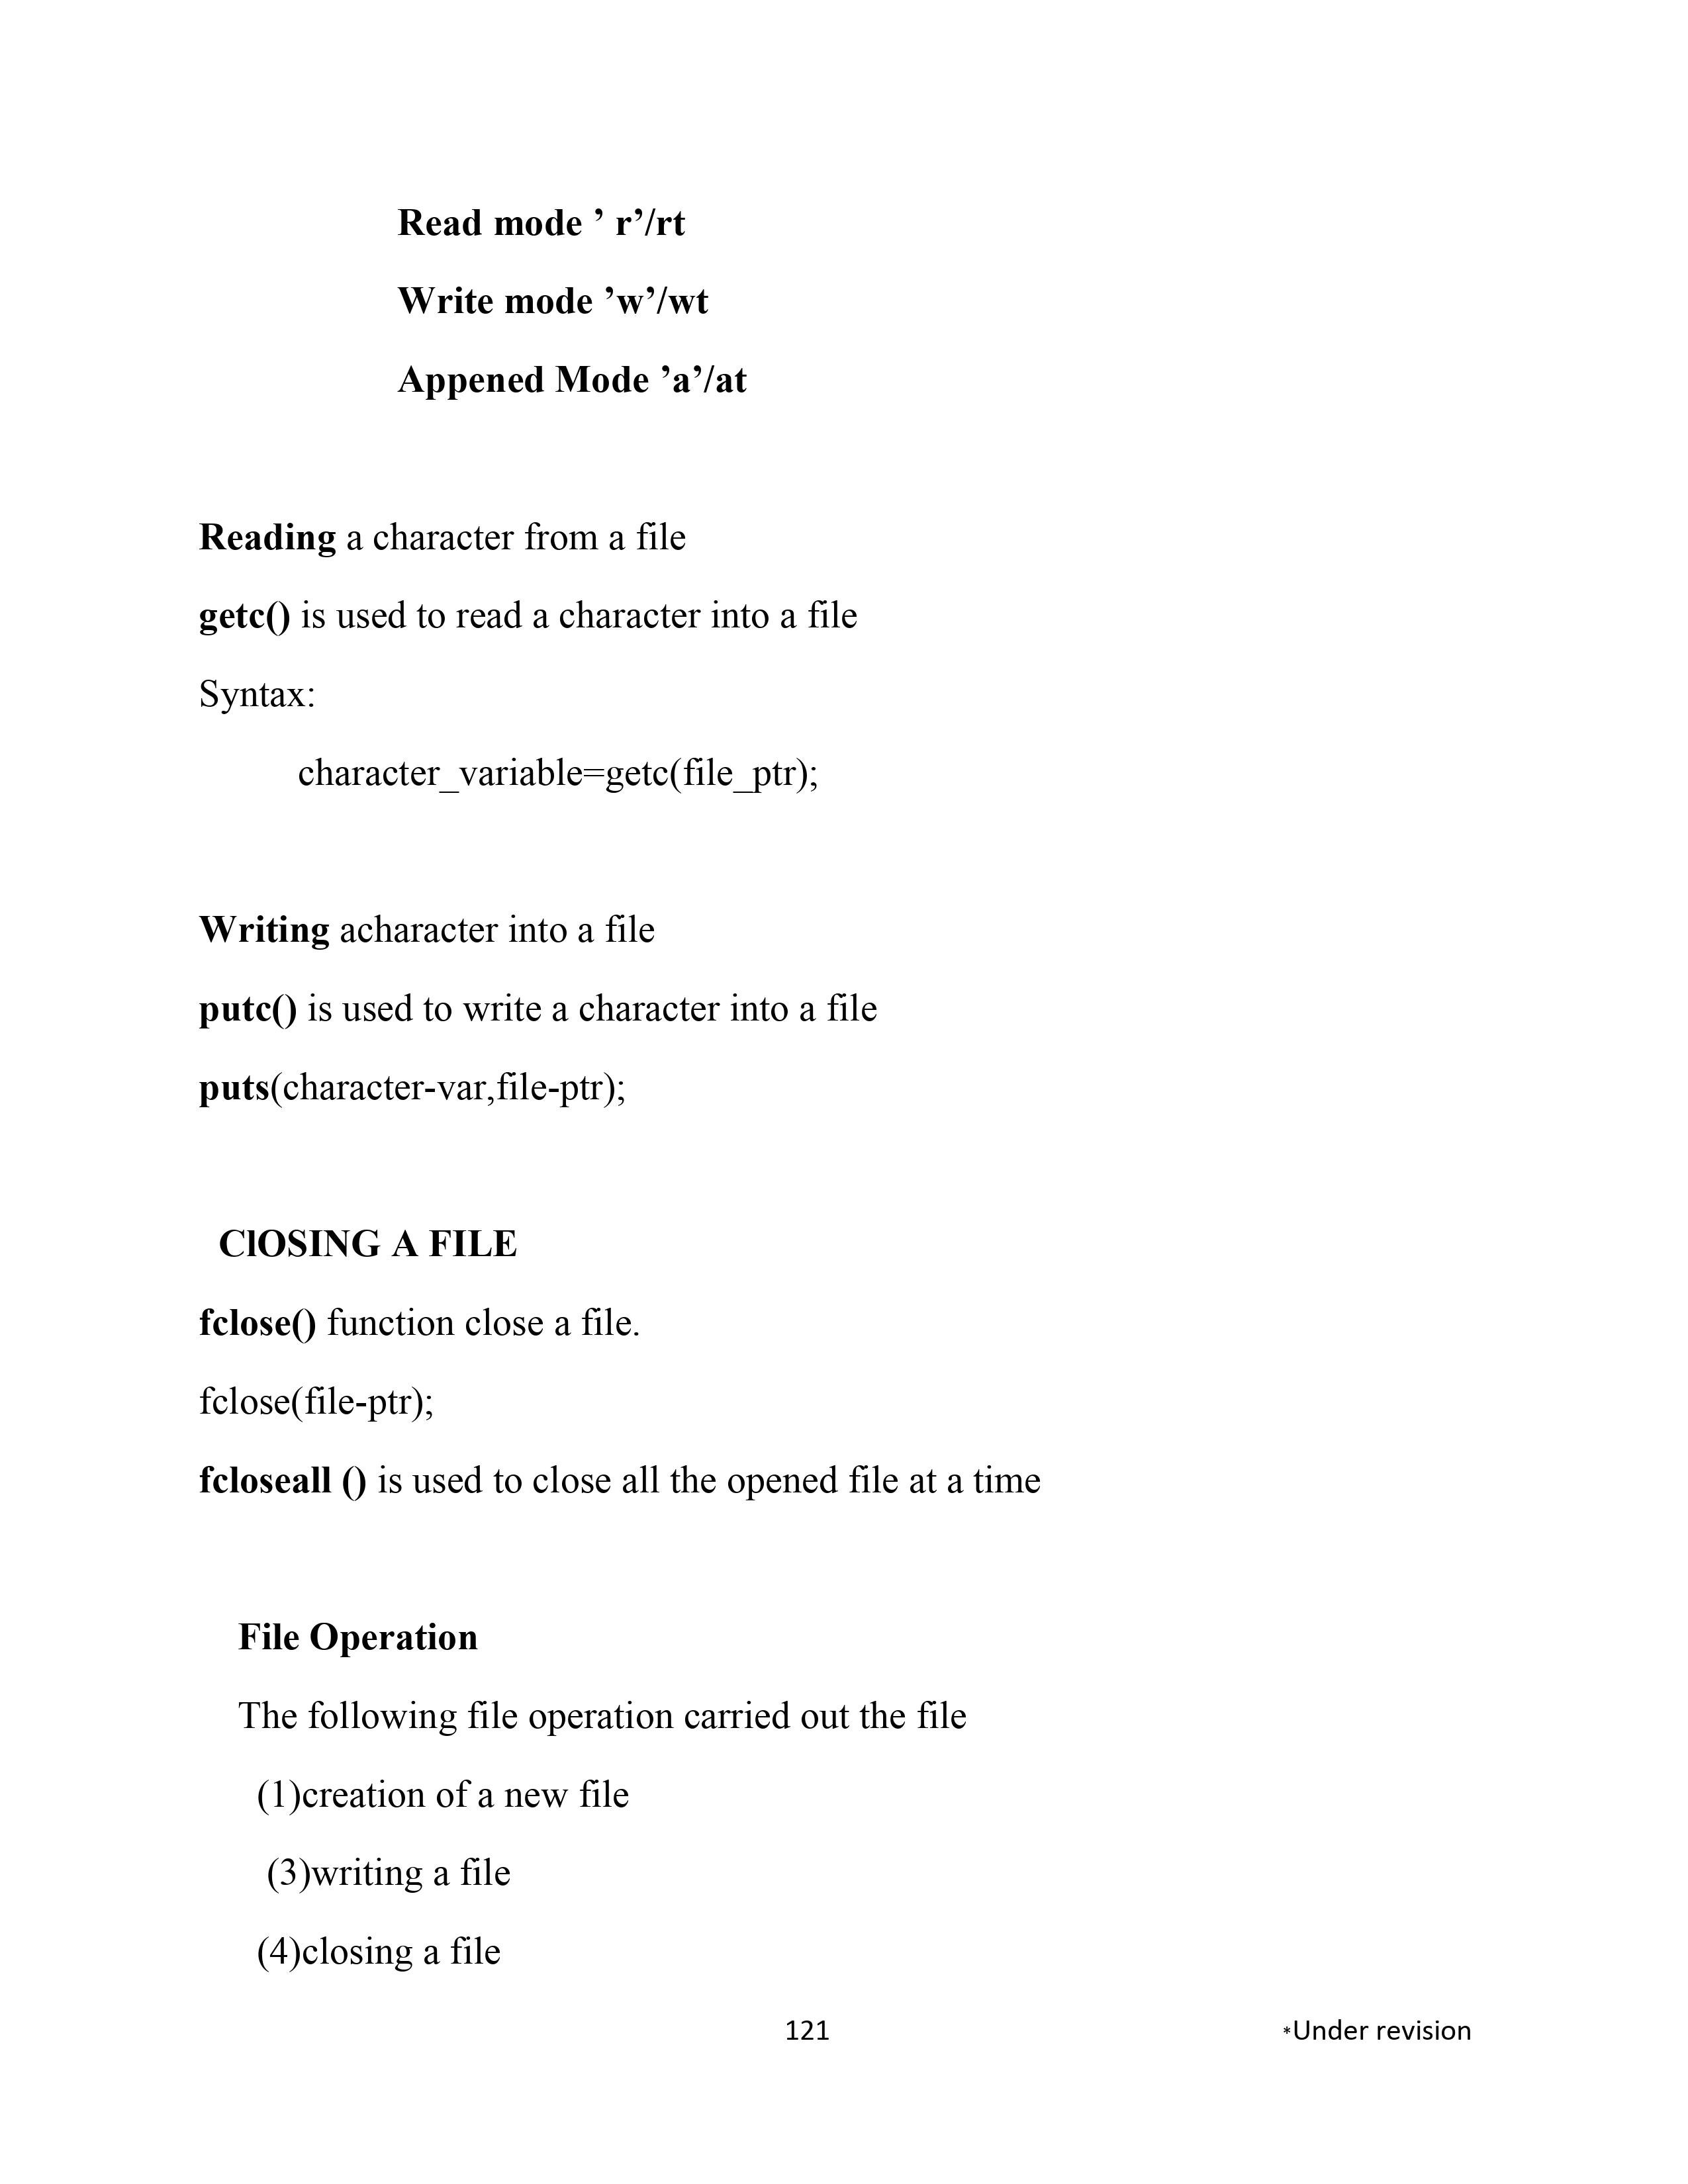 Read mode ’ r’/rt
Write mode ’w’/wt
Appened Mode ’a’/at
Reading a character from a file
getc() is used to read a character into a file
Syntax:
character_variable=getc(file_ptr);
Writing acharacter into a file
putc() is used to write a character into a file
puts(character-var,file-ptr);
ClOSING A FILE
fclose() function close a file.
fclose(file-ptr);
fcloseall () is used to close all the opened file at a time
File Operation
The following file operation carried out the file
(1)creation of a new file
(3)writing a file
(4)closing a file
121 *Under revision